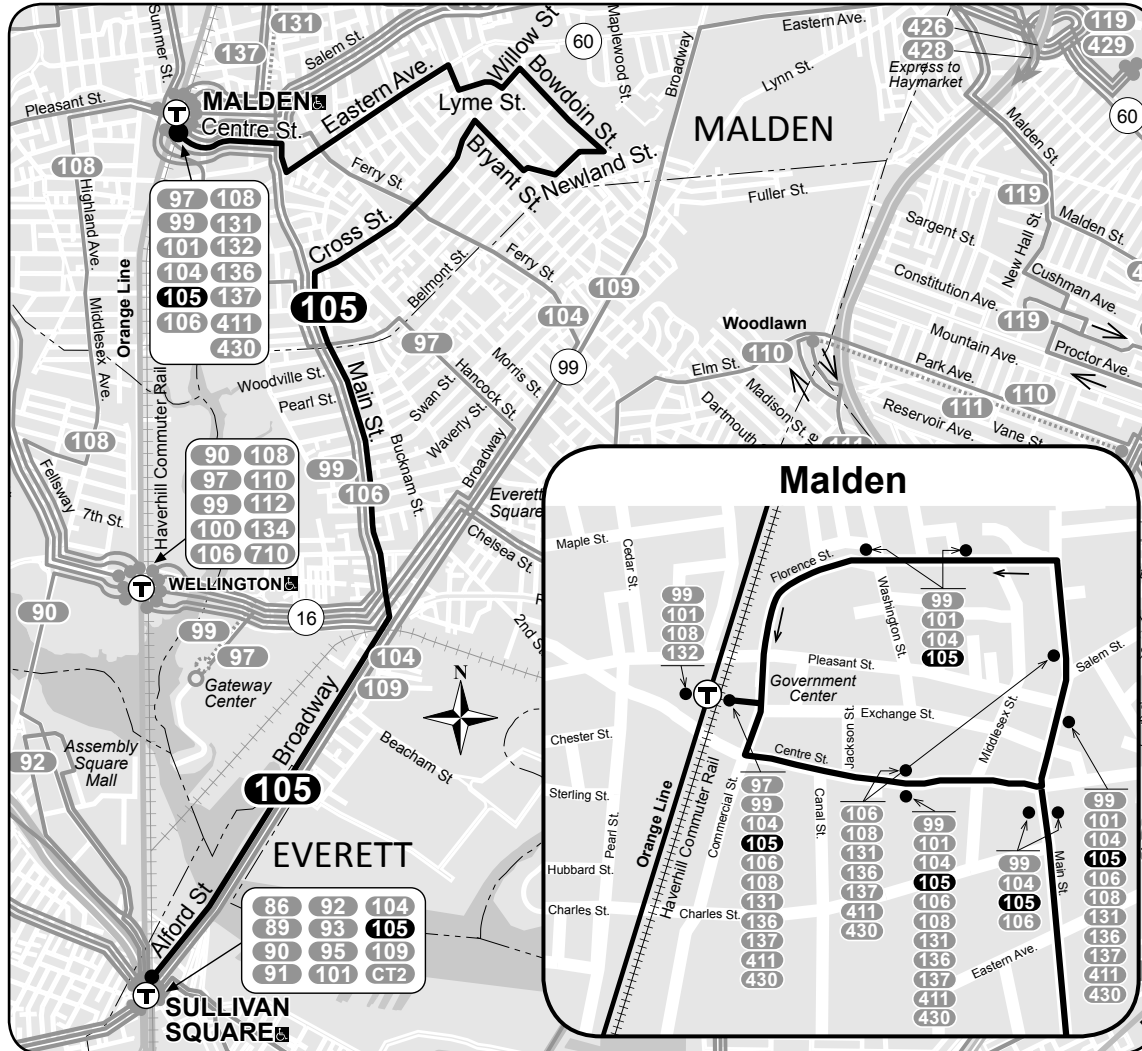 Summer St.
137
131
Salem St.
60
Maplewood St.
Broadway
Eastern Ave.
426
428
Express to
Haymarket
119
429
60
Pleasant St.
MALDEN
Centre St.
Eastern Ave.
Willow St.
Lyme St.
Bowdoin St.
Bryant St.
Newland St.
Lynn St.
MALDEN
Malden St.
108
Highland Ave.
97 108
99 131
101 132
104 136
105 137
106 411
430
Orange Line
Middlesex Ave.
Haverhill Commuter Rail
Ferry St.
Cross St.
Belmont St.
Ferry St.
Fuller St.
119
Sargent St.
New Hall St.
Malden St.
Constitution Ave.
Cushman Ave.
119
Mountain Ave.
Proctor Ave.
Park Ave.
110
111
Reservoir Ave.
Vane St.
105
109
104
97
99
Woodlawn
110
Elm St.
Madison St.
Dartmouth
111
Woodville St.
Pearl St.
Main St.
Swan St.
Hancock St.
Morris St.
Waverly St.
Bucknam St.
Broadway
99
106
Everett
Square
Chelsea St.
2nd St.
108
Fellsway
7th St.
90 108
97 110
99 112
100 134
106 710
WELLINGTON
16
90
99
97
Gateway
Center
104
109
N
Broadway
Beacham St
Assembly
Square
Mall
92
105
EVERETT
Alford St
86 92 104
89 93 105
90 95 109
91 101 CT2
SULLIVAN
SQUARE
Malden
Maple St.
Cedar St.
Florence St.
Washington St.
99
101
104
105
99
101
108
132
Pleasant St.
Government
Center
Salem St.
Exchange St.
Middlesex St.
Jackson St.
Chester St.
Centre St.
Sterling St.
Pearl St.
Orange Line
Haverhill Commuter Rail
Commercial St.
Canal St.
Main St.
Hubbard St.
Charles St.
Charles St.
Eastern Ave.
97
99
104
105
106
108
131
136
137
411
430
106
108
131
136
137
411
430
99
101
104
105
106
108
131
136
137
411
430
99
104
105
106
99
101
104
105
106
108
131
136
137
411
430